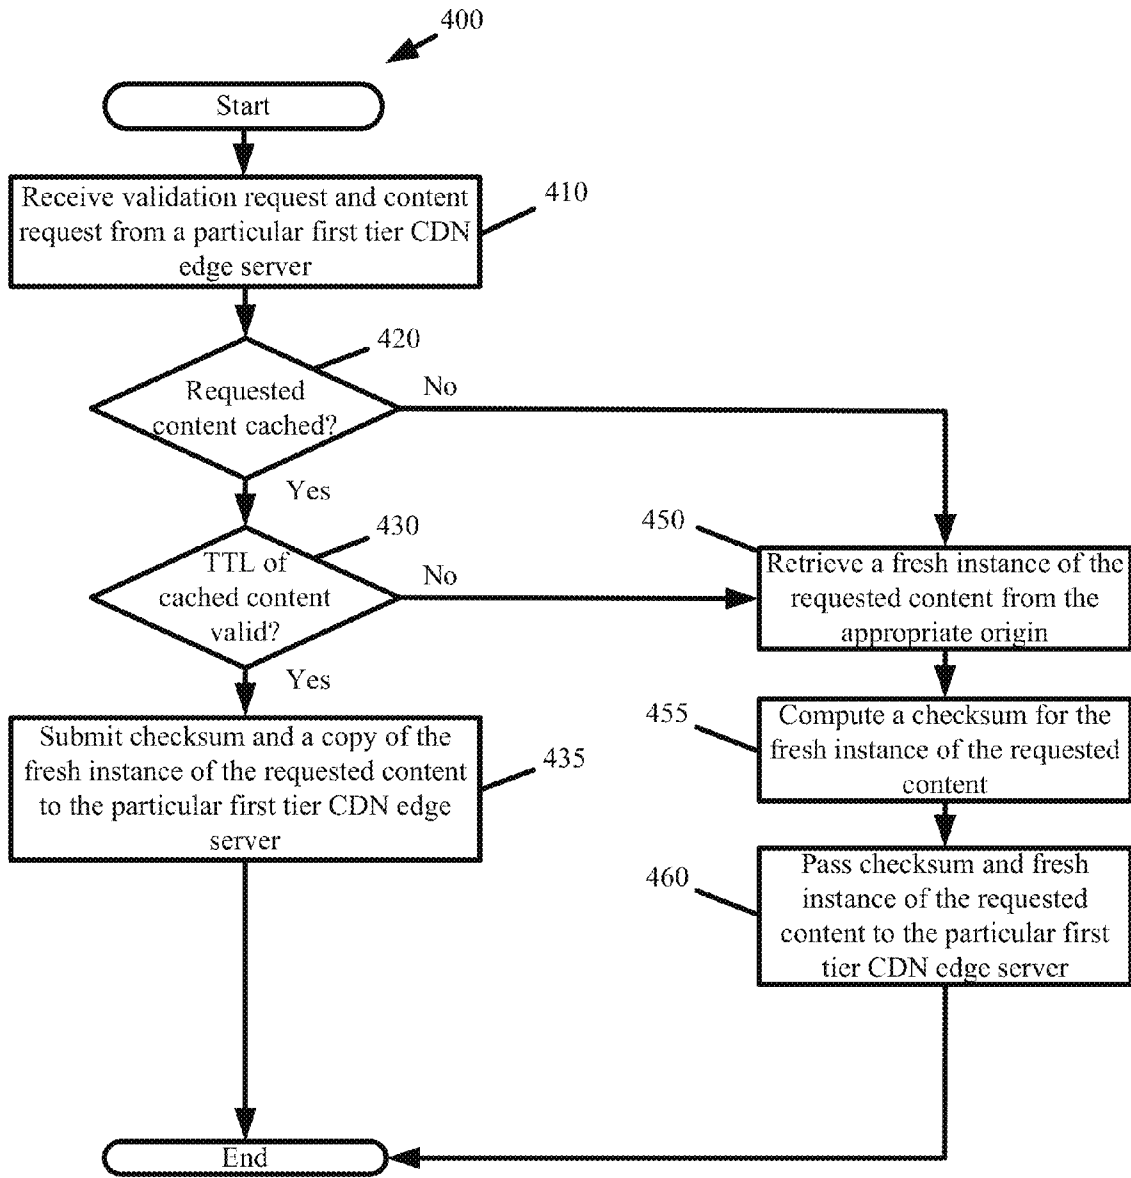 400
Start
Receive validation request and content
request from a particular first tier CDN
edge server
410
420
Requested
content cached?
No
Yes
430
TTL of
cached content
valid?
No
Yes
Submit checksum and a copy of the
fresh instance of the requested content
to the particular first tier CDN edge
server
435
450
Retrieve a fresh instance of the
requested content from the
appropriate origin
455
Compute a checksum for the
fresh instance of the requested
content
460
Pass checksum and fresh
instance of the requested
content to the particular first
tier CDN edge server
End